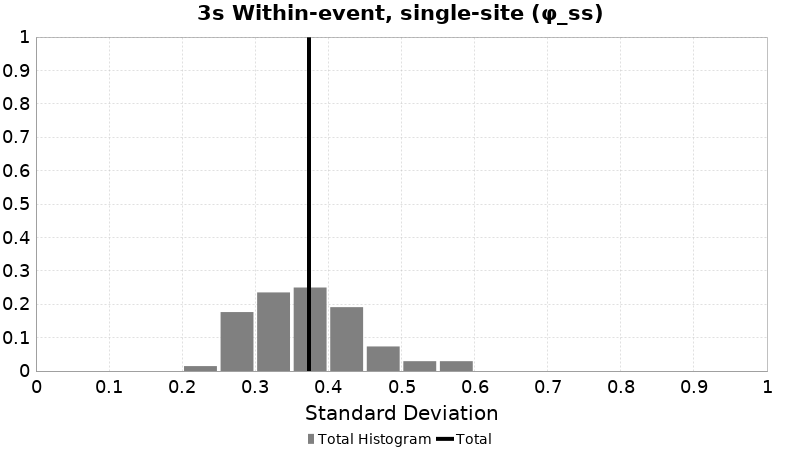 3s Within-event, single-site (φ_ss)
1
0.9
0.8
0.7
0.6
0.5
0.4
0.3
0.2
0.1
0
0 0.1 0.2 0.3 0.4 0.5 0.6 0.7 0.8 0.9 1
Standard Deviation
Total Histogram Total